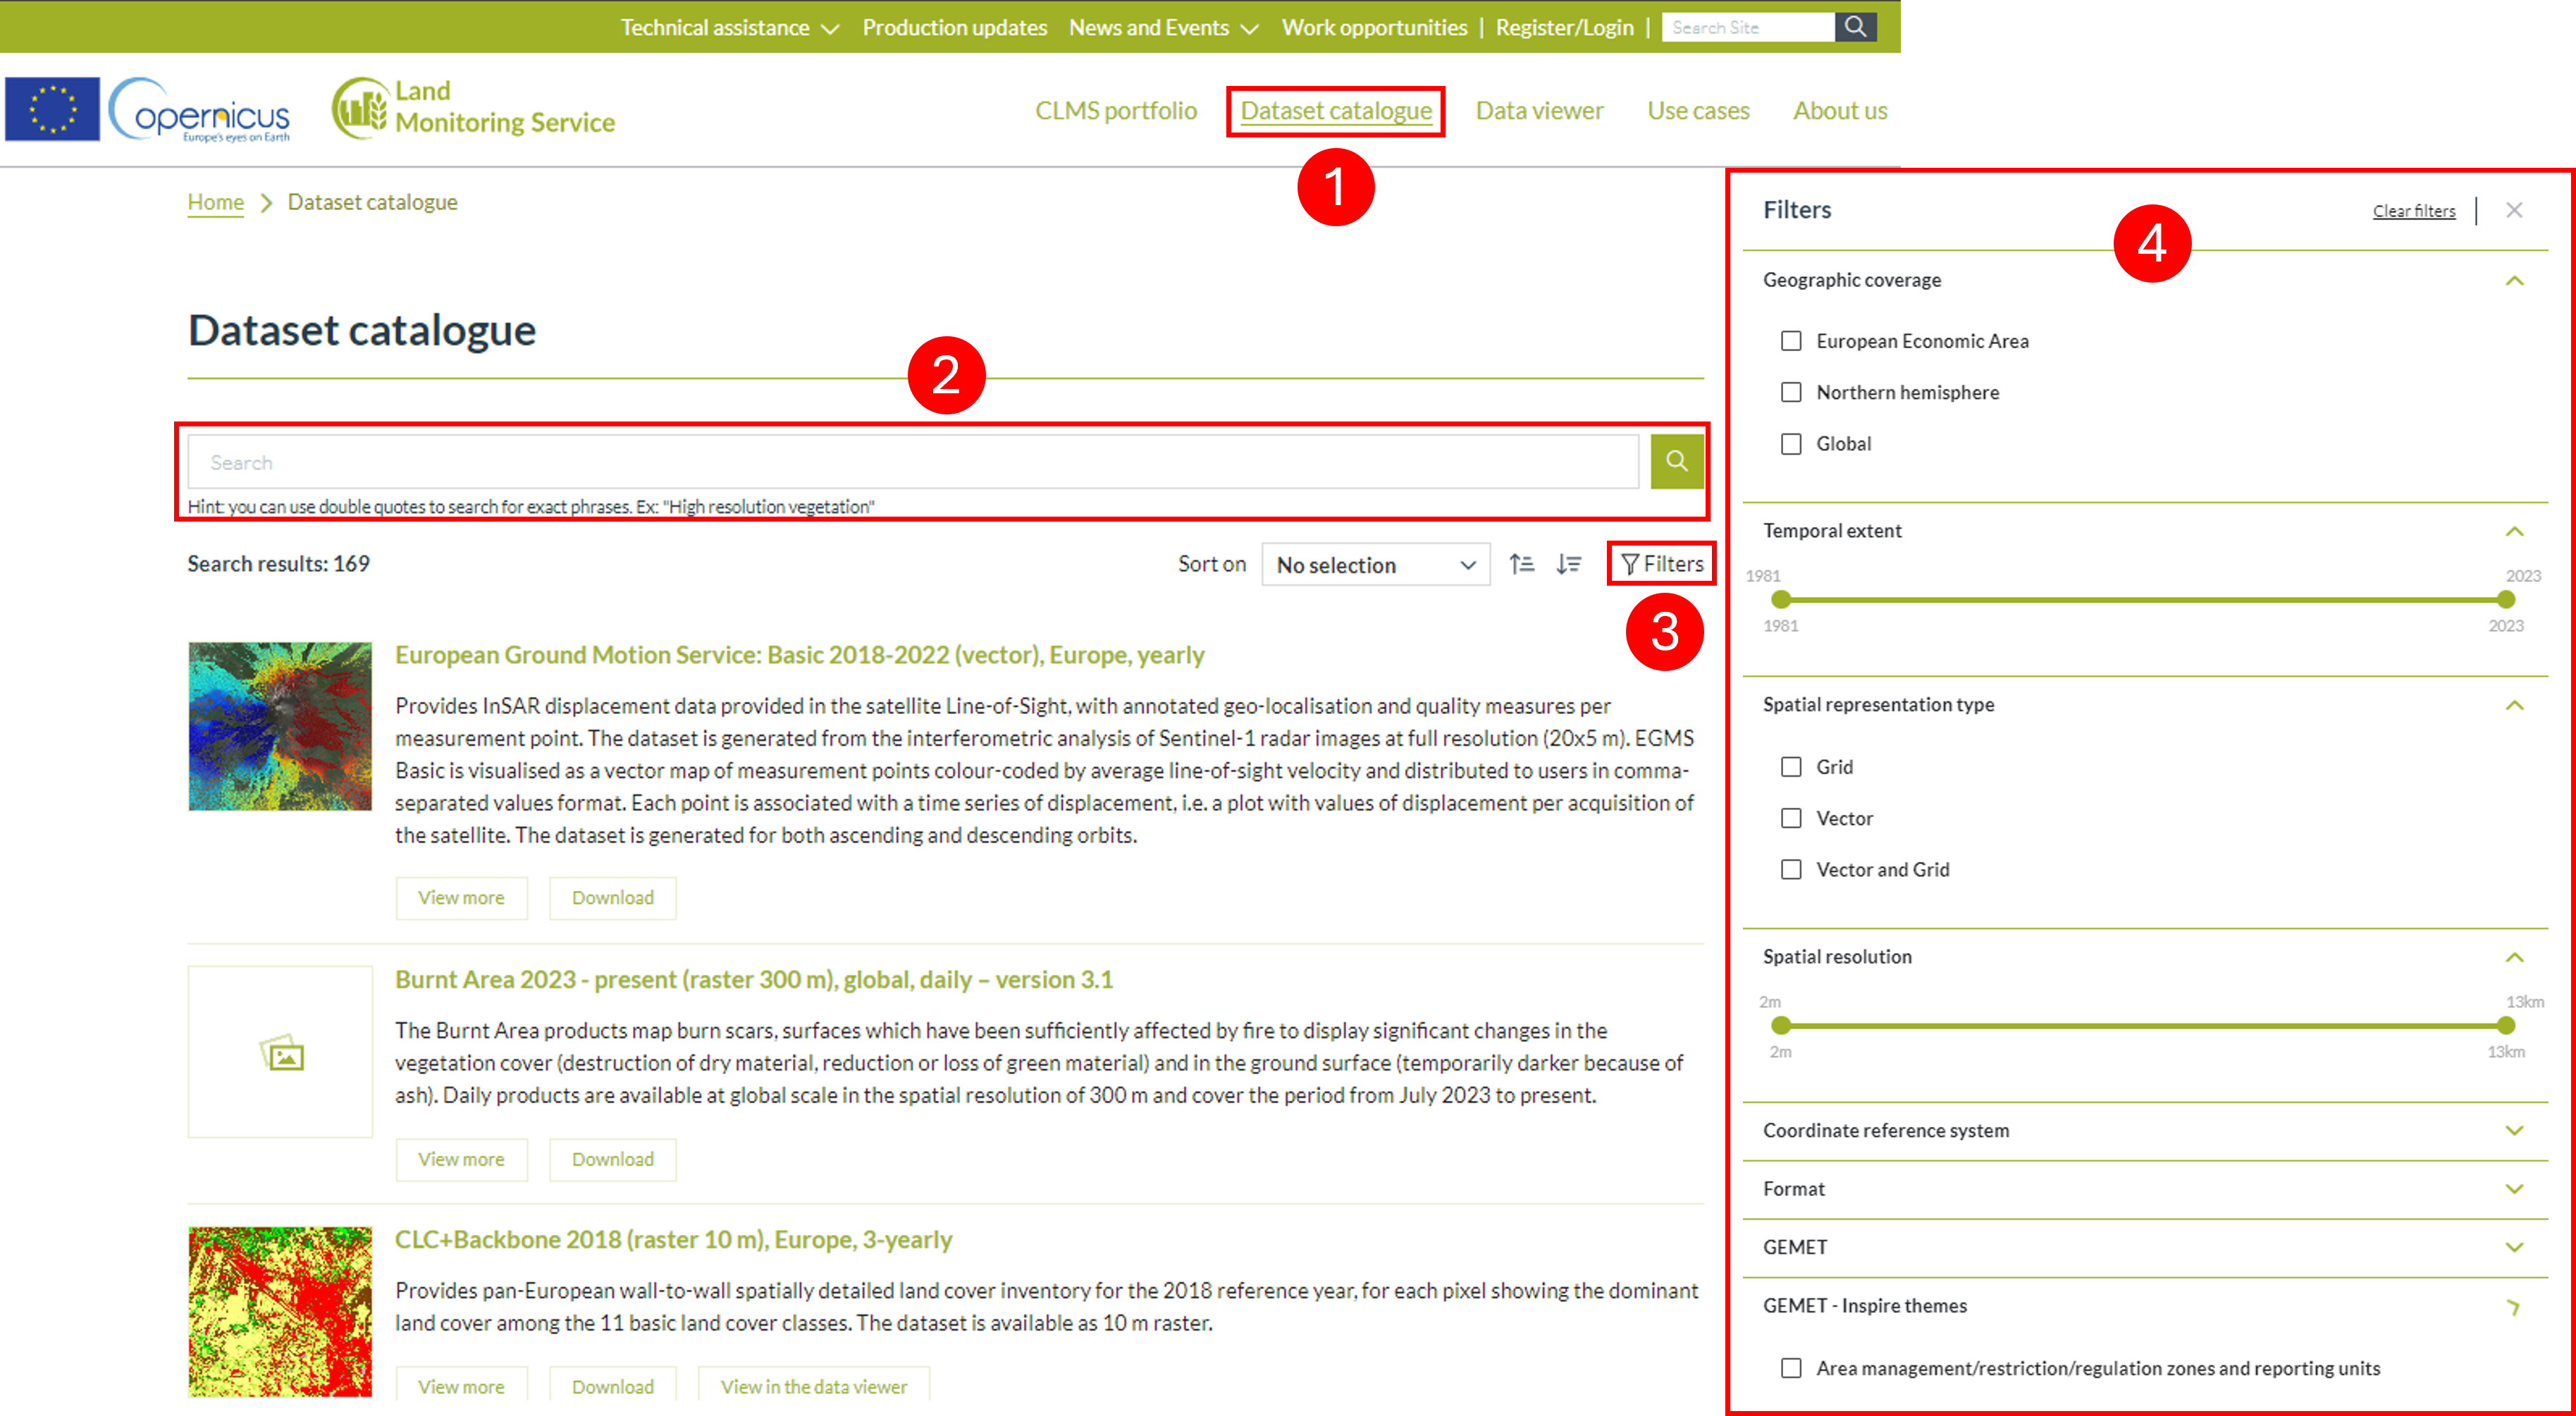 Technical assistance Production updates News and Events Work opportunities | Register/Login | Search Site
Copernicus
Europe's eyes on Earth
Land
Monitoring Service
CLMS portfolio Dataset catalogue Data viewer Use cases About us
1
Home Dataset catalogue
Dataset catalogue
2
Search
Hint: you can use double quotes to search for exact phrases. Ex: "High resolution vegetation"
Search results: 169
Sort on No selection Filters
3
European Ground Motion Service: Basic 2018-2022 (vector), Europe, yearly
Provides InSAR displacement data provided in the satellite Line-of-Sight, with annotated geo-localisation and quality measures per
measurement point. The dataset is generated from the interferometric analysis of Sentinel-1 radar images at full resolution (20x5 m). EGMS
Basic is visualised as a vector map of measurement points colour-coded by average line-of-sight velocity and distributed to users in comma-
separated values format. Each point is associated with a time series of displacement, i.e. a plot with values of displacement per acquisition of
the satellite. The dataset is generated for both ascending and descending orbits.
View more Download
Burnt Area 2023 - present (raster 300 m), global, daily – version 3.1
The Burnt Area products map burn scars, surfaces which have been sufficiently affected by fire to display significant changes in the
vegetation cover (destruction of dry material, reduction or loss of green material) and in the ground surface (temporarily darker because of
ash). Daily products are available at global scale in the spatial resolution of 300 m and cover the period from July 2023 to present.
View more Download
CLC+Backbone 2018 (raster 10 m), Europe, 3-yearly
Provides pan-European wall-to-wall spatially detailed land cover inventory for the 2018 reference year, for each pixel showing the dominant
land cover among the 11 basic land cover classes. The dataset is available as 10 m raster.
View more Download View in the data viewer
Filters Clear filters
4
Geographic coverage
European Economic Area
Northern hemisphere
Global
Temporal extent
1981 2023
1981 2023
Spatial representation type
Grid
Vector
Vector and Grid
Spatial resolution
2m 13km
2m 13km
Coordinate reference system
Format
GEMET
GEMET - Inspire themes
Area management/restriction/regulation zones and reporting units